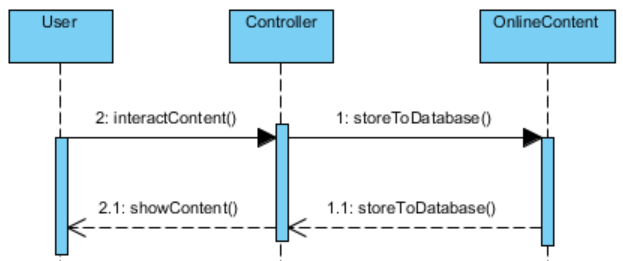 User
Controller
OnlineContent
2: interactContent()
1: storeToDatabase()
2.1: showContent()
1.1: storeToDatabase()